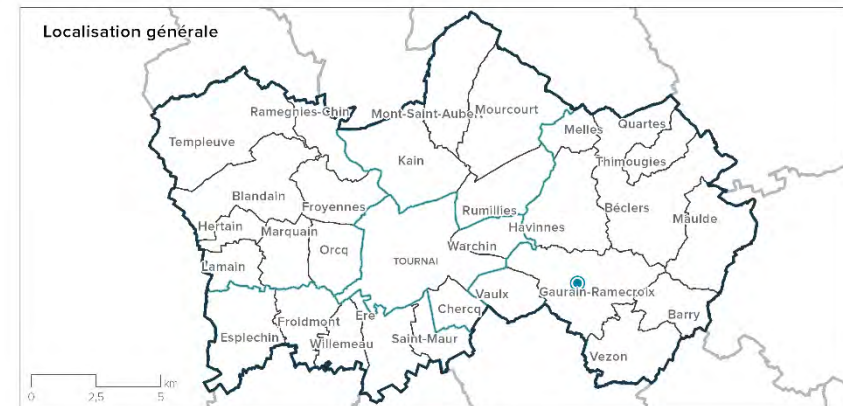 Localisation générale
Ramegnies-Chin
Mont-Saint-Aubert
Mourcourt
Melles
Quartes
Templeuve
Kain
Thimougies
Blandain
Froyennes
Rumillies
Béclers
Maulde
Hertain
Marquain
Orcq
Havinnes
Warchin
Lamain
TOURNAI
Vaulx
Gaurain-Ramecroix
Chercq
Barry
Froidmont
Ere
Esplechin
Willemeau
Saint-Maur
Vezon
km
0
2,5
5